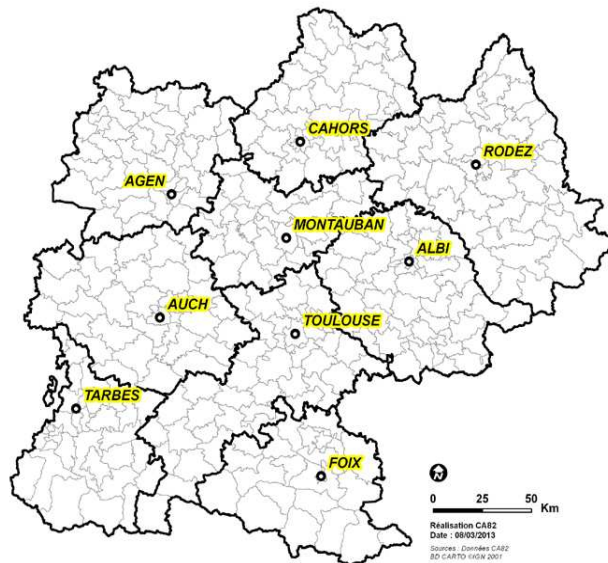 CAHORS
RODEZ
AGEN
MONTAUBAN
ALBI
AUCH
TOULOUSE
TARBES
FOIX
N
0 25 50
Km
Réalisation CA82
Date : 08/03/2013
Sources : Données CA82
BD CARTO ©IGN 2001